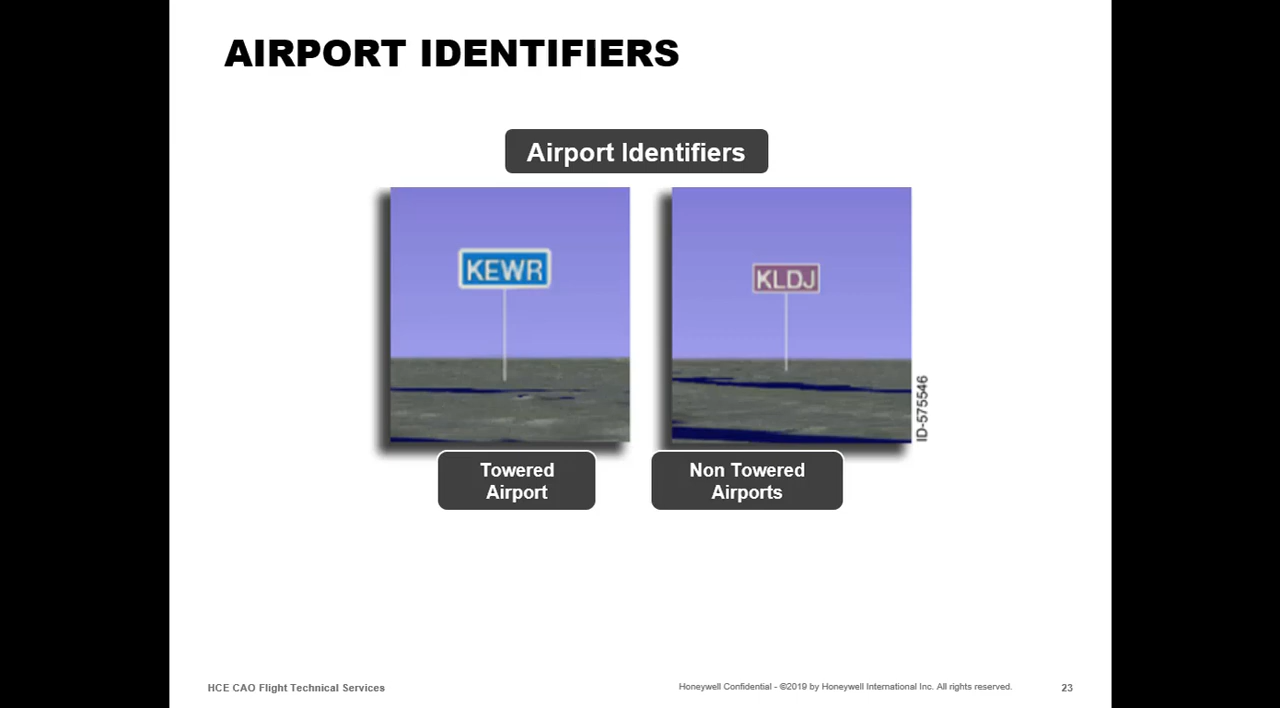 AIRPORT IDENTIFIERS
Airport Identifiers
KEWR
KLDJ
ID-575546
Towered
Airport
Non Towered
Airports
HCE CAO Flight Technical Services
Honeywell Confidential - ©2019 by Honeywell International Inc. All rights reserved.
23